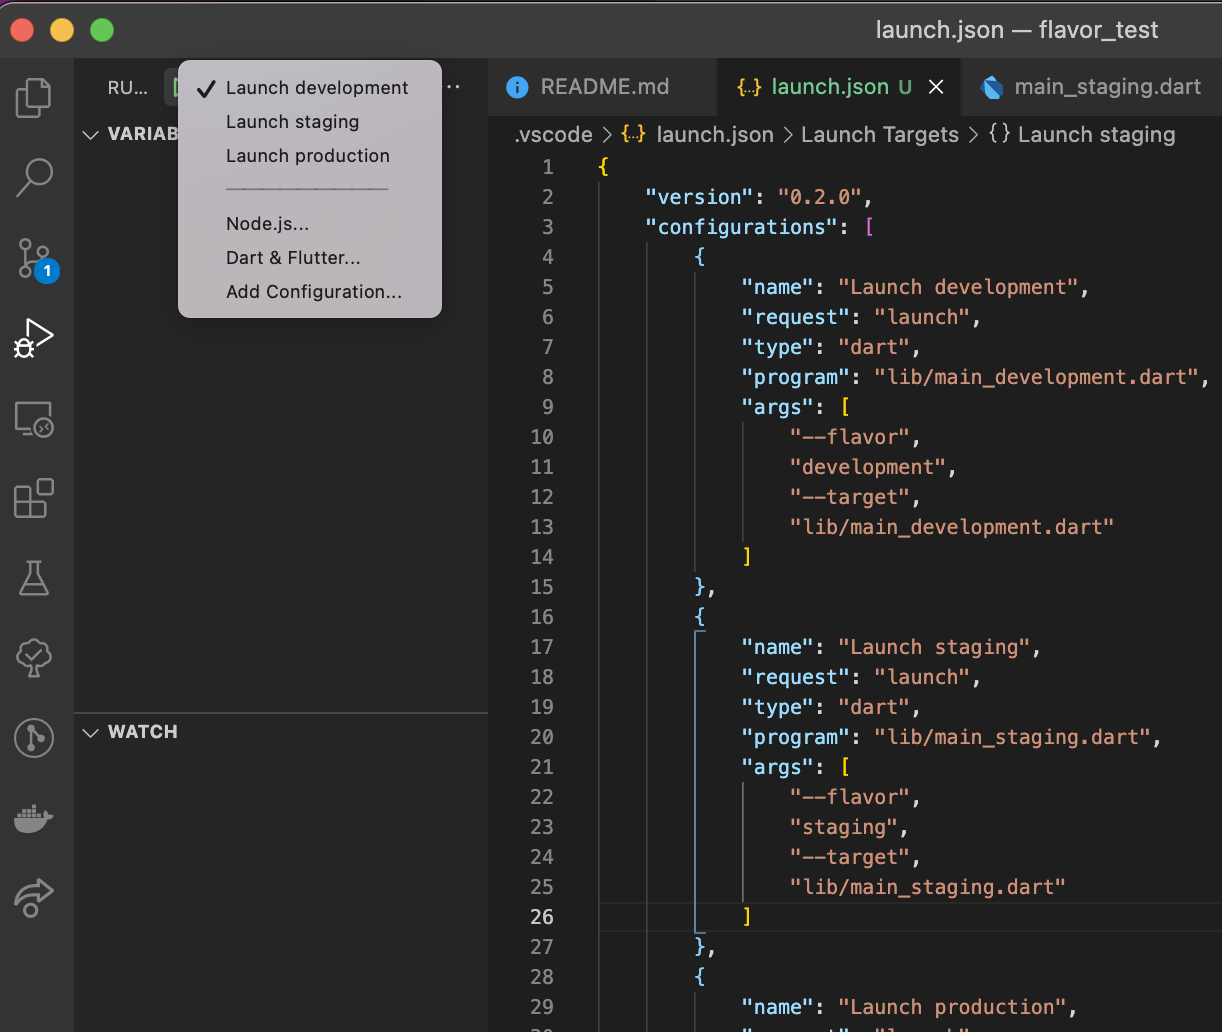 launch.json — flavor_test
RU...
Launch development
Launch staging
Launch production
Node.js...
Dart & Flutter...
Add Configuration...
VARIAB
WATCH
1
README.md
launch.json U
main_staging.dart
.vscode > {..} launch.json > Launch Targets > {} Launch staging
1 {
2 "version": "0.2.0",
3 "configurations": [
4 {
5 "name": "Launch development",
6 "request": "launch",
7 "type": "dart",
8 "program": "lib/main_development.dart",
9 "args": [
10 "--flavor",
11 "development",
12 "--target",
13 "lib/main_development.dart"
14 ]
15 },
16 {
17 "name": "Launch staging",
18 "request": "launch",
19 "type": "dart",
20 "program": "lib/main_staging.dart",
21 "args": [
22 "--flavor",
23 "staging",
24 "--target",
25 "lib/main_staging.dart"
26 ]
27 },
28 {
29 "name": "Launch production",